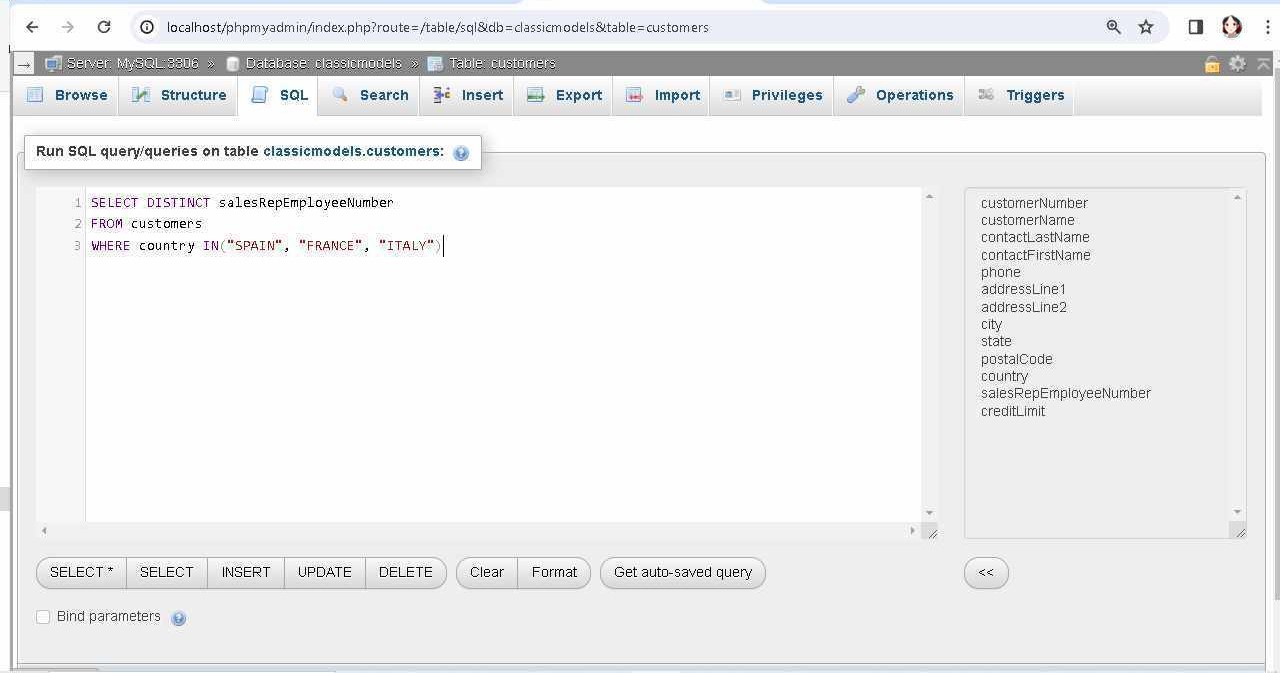 localhost/phpmyadmin/index.php?route=/table/sql&db=classicmodels&table=customers
Server: MySQL:3306 » Database: classicmodels » Table: customers
Browse Structure SQL Search Insert Export Import Privileges Operations Triggers
Run SQL query/queries on table classicmodels.customers:
1 SELECT DISTINCT salesRepEmployeeNumber
2 FROM customers
3 WHERE country IN("SPAIN", "FRANCE", "ITALY")
customerNumber
customerName
contactLastName
contactFirstName
phone
addressLine1
addressLine2
city
state
postalCode
country
salesRepEmployeeNumber
creditLimit
SELECT * SELECT INSERT UPDATE DELETE Clear Format Get auto-saved query <<
Bind parameters